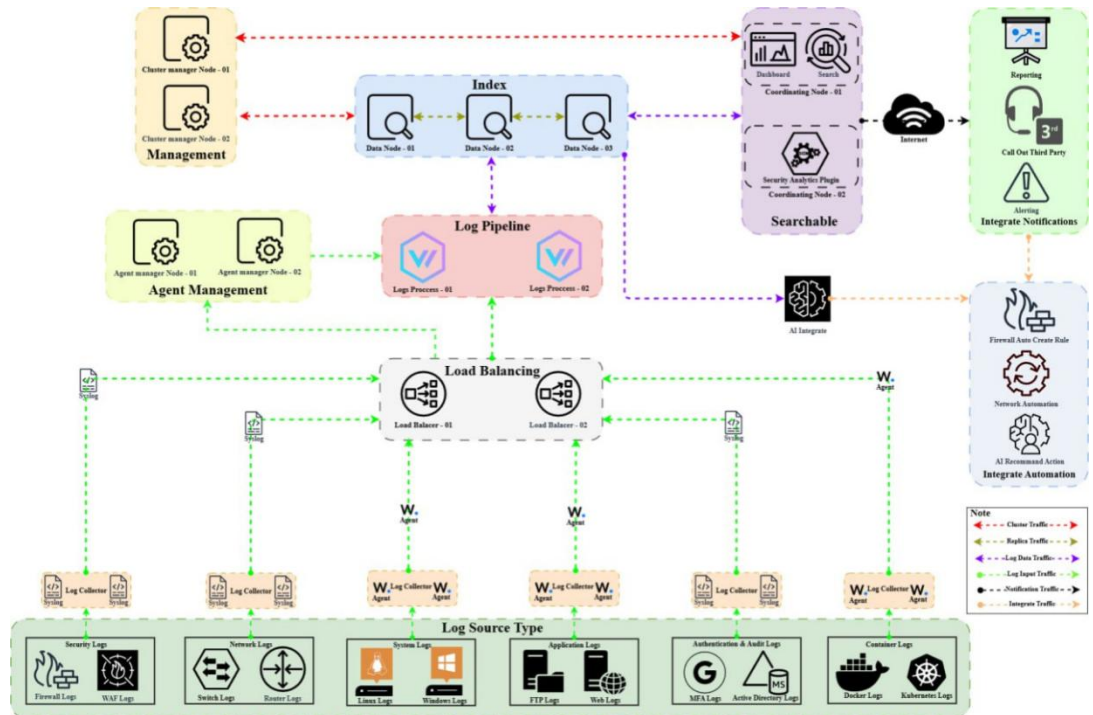 Cluster manager Node - 01
Cluster manager Node - 02
Management
Index
Data Node - 01
Data Node - 02
Data Node - 03
Dashboard
Search
Coordinating Node - 01
Security Analytics Plugin
Coordinating Node - 02
Searchable
Internet
Reporting
3rd
Call Out Third Party
Alerting
Integrate Notifications
Agent manager Node - 01
Agent manager Node - 02
Agent Management
Log Pipeline
Logs Proccess - 01
Logs Proccess - 02
AI Integrate
Firewall Auto Create Rule
Network Automation
AI Recommand Action
Integrate Automation
Load Balancing
Load Balacer - 01
Load Balacer - 02
Syslog
Syslog
Syslog
W.
Agent
W.
Agent
W.
Agent
Note
Cluster Traffic
Replica Traffic
Log Data Traffic
Log Input Traffic
Notification Traffic
Integrate Traffic
Syslog
Log Collector
Syslog
Syslog
Log Collector
Syslog
W.
Agent
Log Collector
W.
Agent
W.
Agent
Log Collector
W.
Agent
Syslog
Log Collector
Syslog
W.
Agent
Log Collector
W.
Agent
Log Source Type
Security Logs
Firewall Logs
WAF Logs
Network Logs
Switch Logs
Router Logs
System Logs
Linux Logs
Windows Logs
Application Logs
FTP Logs
Web Logs
Authentication & Audit Logs
G
MFA Logs
MS
Active Directory Logs
Container Logs
Docker Logs
Kubernetes Logs